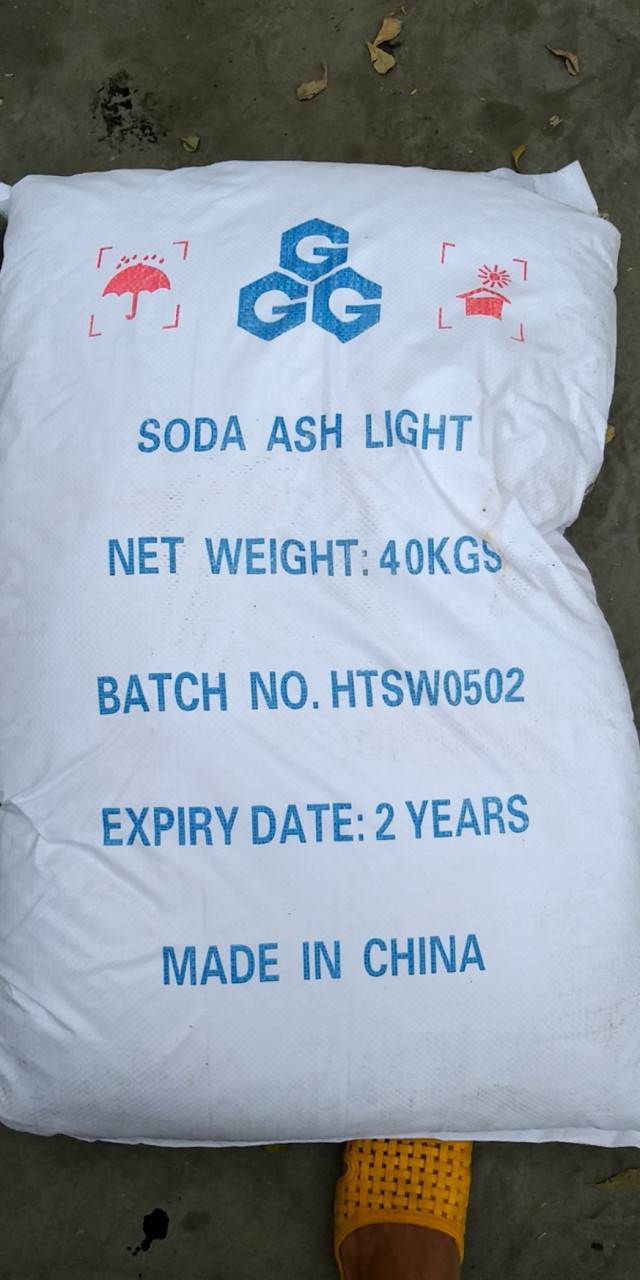 G
G G
SODA ASH LIGHT
NET WEIGHT: 40KGS
BATCH NO. HTSW0502
EXPIRY DATE: 2 YEARS
MADE IN CHINA